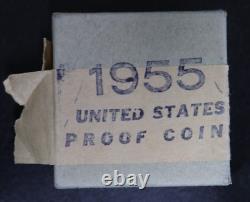 1955
UNITED STATES
PROOF COIN